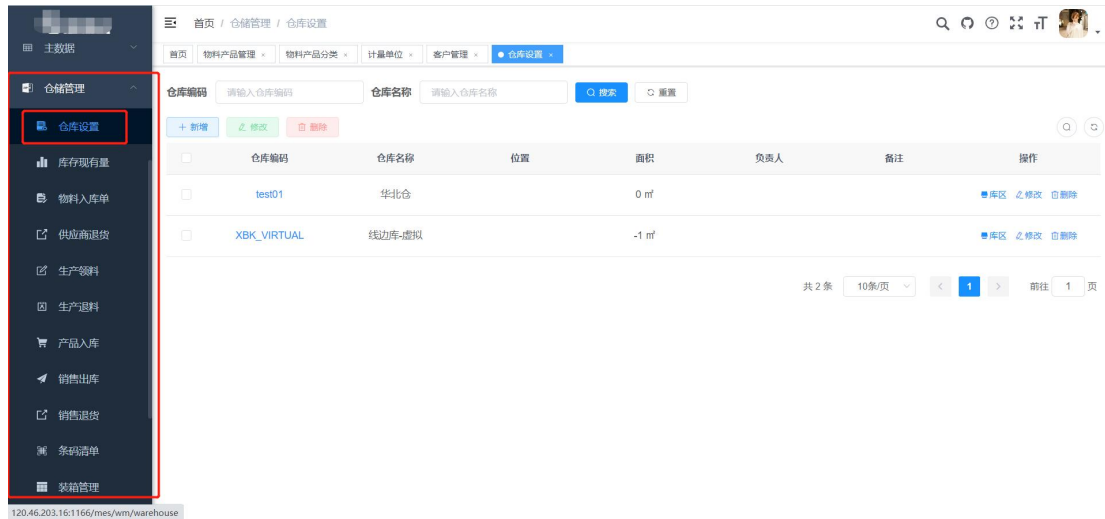 主数据
仓储管理
仓库设置
库存现有量
物料入库单
供应商退货
生产领料
生产退料
产品入库
销售出库
销售退货
条码清单
装箱管理
首页 / 仓储管理 / 仓库设置
首页 物料产品管理 × 物料产品分类 × 计量单位 × 客户管理 × 仓库设置 ×
仓库编码 请输入仓库编码 仓库名称 请输入仓库名称 搜索 重置
+ 新增 修改 删除
仓库编码 仓库名称 位置 面积 负责人 备注 操作
test01 华北仓 0 ㎡ 库区 修改 删除
XBK_VIRTUAL 线边库-虚拟 -1 ㎡ 库区 修改 删除
共 2 条 10条/页 < 1 > 前往 1 页
120.46.203.16:1166/mes/wm/warehouse